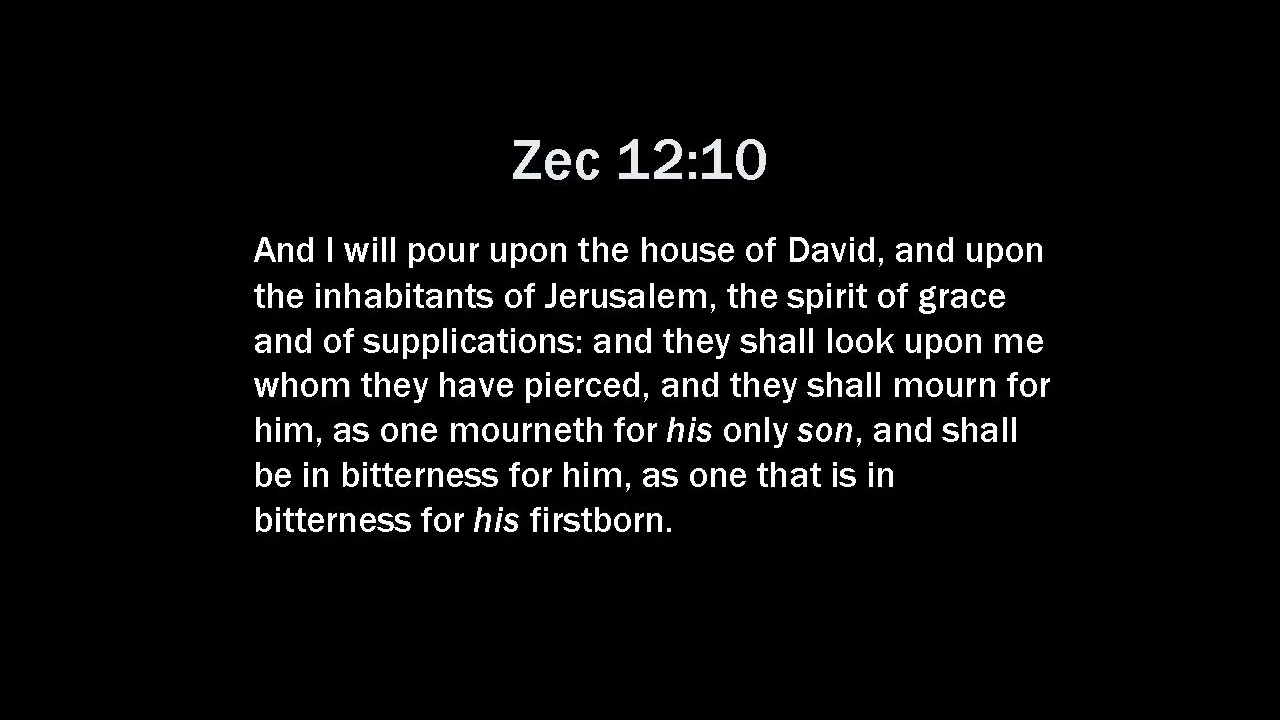 Zec 12:10
And I will pour upon the house of David, and upon
the inhabitants of Jerusalem, the spirit of grace
and of supplications: and they shall look upon me
whom they have pierced, and they shall mourn for
him, as one mourneth for his only son, and shall
be in bitterness for him, as one that is in
bitterness for his firstborn.